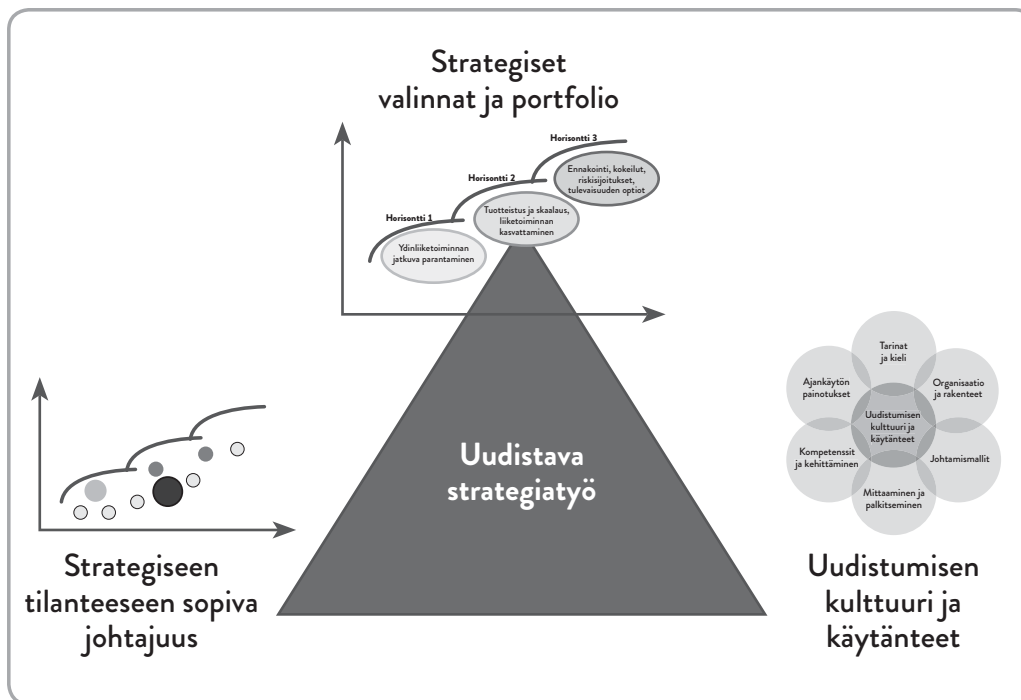 Strategiset
valinnat ja portfolio
Horisontti 3
Ennakointi, kokeilut,
riskisijoitukset,
tulevaisuuden optiot
Horisontti 2
Tuotteistus ja skaalaus,
liiketoiminnan
kasvattaminen
Horisontti 1
Ydinliiketoiminnan
jatkuva parantaminen
Uudistava
strategiatyö
Strategiseen
tilanteeseen sopiva
johtajuus
Tarinat
ja kieli
Ajankäytön
painotukset
Organisaatio
ja rakenteet
Uudistumisen
kulttuuri ja
käytänteet
Kompetenssit
ja kehittäminen
Johtamismallit
Mittaaminen ja
palkitseminen
Uudistumisen
kulttuuri ja
käytänteet